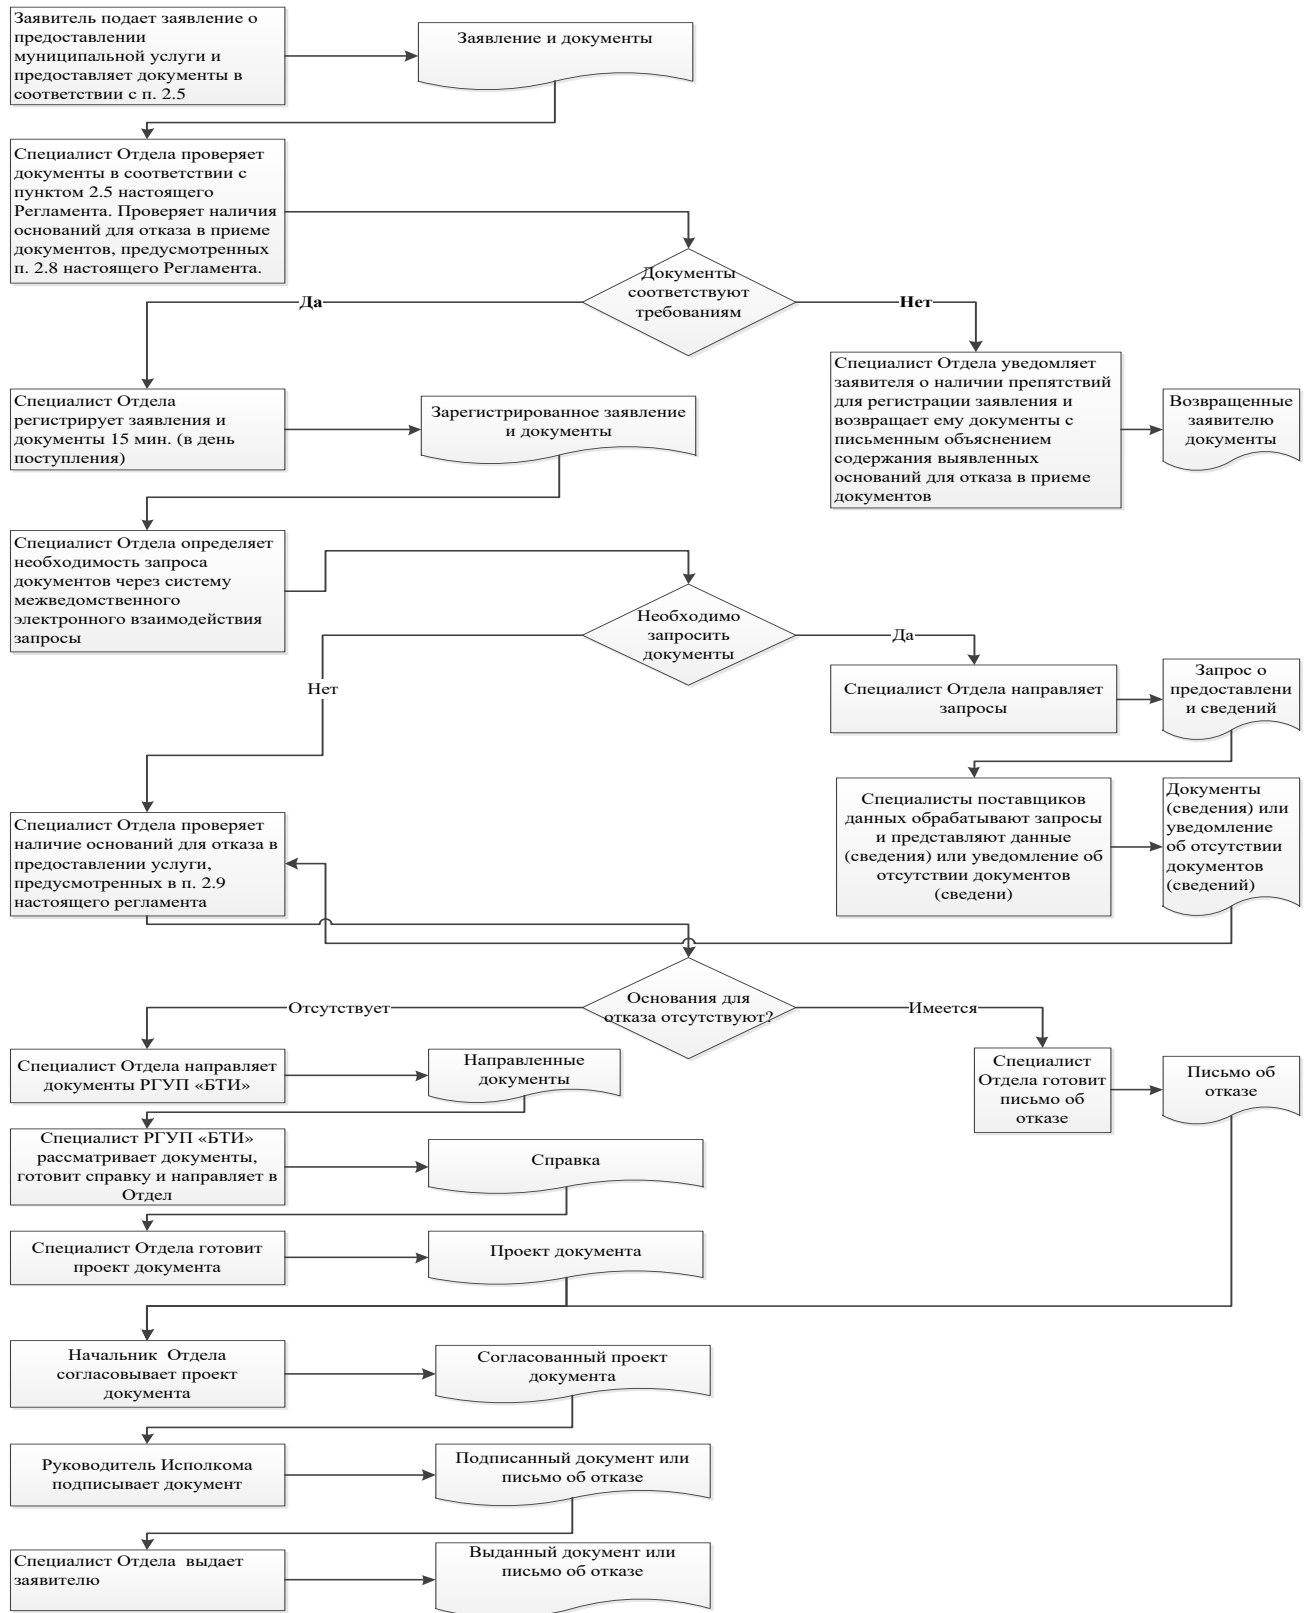 Заявитель подает заявление о
предоставлении
муниципальной услуги и
предоставляет документы в
соответствии с п. 2.5
Заявление и документы
Специалист Отдела проверяет
документы в соответствии с
пунктом 2.5 настоящего
Регламента. Проверяет наличия
оснований для отказа в приеме
документов, предусмотренных
п. 2.8 настоящего Регламента.
Документы
соответствуют
требованиям
Да
Нет
Специалист Отдела
регистрирует заявления и
документы 15 мин. (в день
поступления)
Зарегистрированное заявление
и документы
Специалист Отдела уведомляет
заявителя о наличии препятствий
для регистрации заявления и
возвращает ему документы с
письменным объяснением
содержания выявленных
оснований для отказа в приеме
документов
Возвращенные
заявителю
документы
Специалист Отдела определяет
необходимость запроса
документов через систему
межведомственного
электронного взаимодействия
запросы
Необходимо
запросить
документы
Да
Нет
Специалист Отдела направляет
запросы
Запрос о
предоставлени
и сведений
Специалисты поставщиков
данных обрабатывают запросы
и представляют данные
(сведения) или уведомление об
отсутствии документов
(сведени)
Документы
(сведения) или
уведомление
об отсутствии
документов
(сведений)
Специалист Отдела проверяет
наличие оснований для отказа в
предоставлении услуги,
предусмотренных в п. 2.9
настоящего регламента
Основания для
отказа отсутствуют?
Отсутствует
Имеется
Специалист Отдела направляет
документы РГУП «БТИ»
Направленные
документы
Специалист
Отдела готовит
письмо об
отказе
Письмо об
отказе
Специалист РГУП «БТИ»
рассматривает документы,
готовит справку и направляет в
Отдел
Справка
Специалист Отдела готовит
проект документа
Проект документа
Начальник  Отдела
согласовывает проект
документа
Согласованный проект
документа
Руководитель Исполкома
подписывает документ
Подписанный документ или
письмо об отказе
Специалист Отдела  выдает
заявителю
Выданный документ или
письмо об отказе